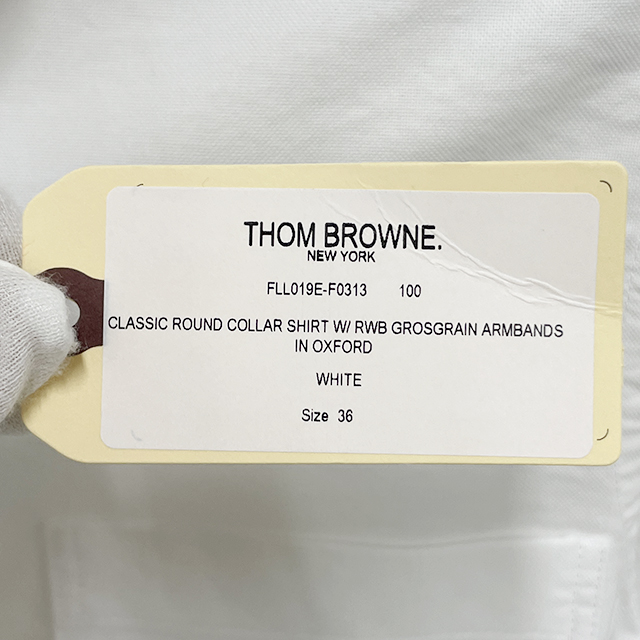 THOM BROWNE.
NEW YORK
FLL019E-F0313 100
CLASSIC ROUND COLLAR SHIRT W/ RWB GROSGRAIN ARMBANDS
IN OXFORD
WHITE
Size 36